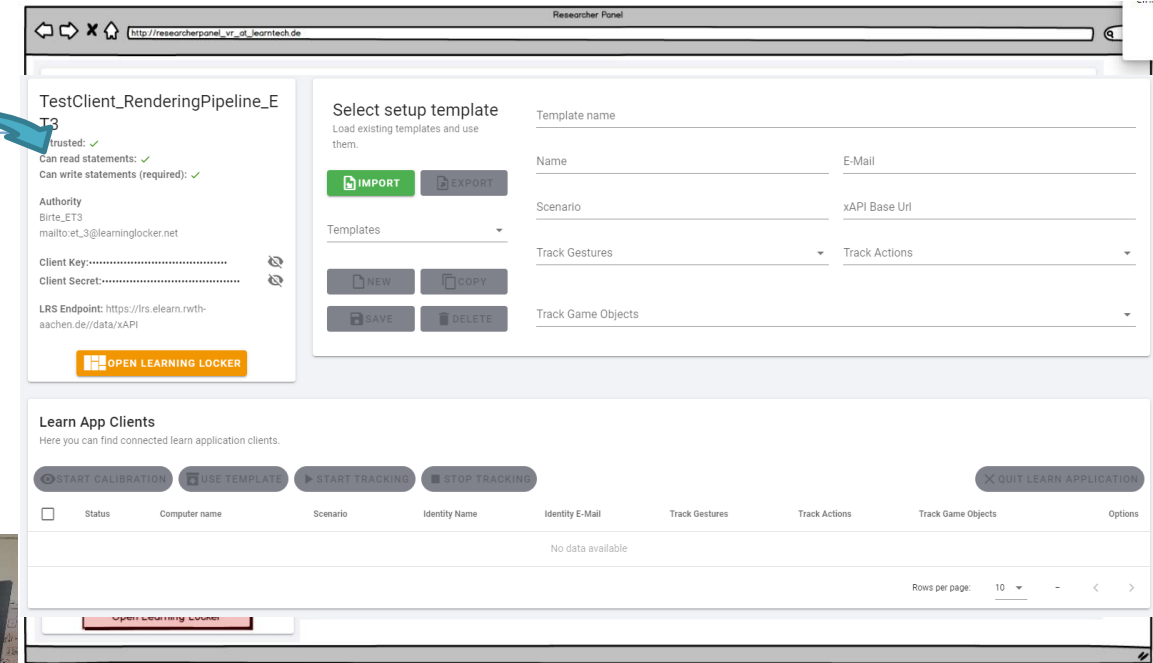 Researcher Panel
http://researcherpanel_vr_at_learntech.de
TestClient_RenderingPipeline_E
T3
trusted: ✓
Can read statements: ✓
Can write statements (required): ✓
Authority
Birte_ET3
mailto:et_3@learninglocker.net
Client Key:••••••••••••••••••••••••••••••••••••••••
Client Secret:••••••••••••••••••••••••••••••••••••••••
LRS Endpoint: https://lrs.elearn.rwth-
aachen.de//data/xAPI
OPEN LEARNING LOCKER
Select setup template
Load existing templates and use
them.
IMPORT EXPORT
Templates
NEW COPY
SAVE DELETE
Template name
Name E-Mail
Scenario xAPI Base Url
Track Gestures Track Actions
Track Game Objects
Learn App Clients
Here you can find connected learn application clients.
START CALIBRATION USE TEMPLATE START TRACKING STOP TRACKING QUIT LEARN APPLICATION
Status Computer name Scenario Identity Name Identity E-Mail Track Gestures Track Actions Track Game Objects Options
No data available
Rows per page: 10 –
Open Learning Locker